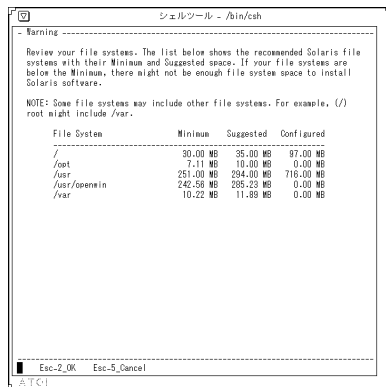 シェルツール - /bin/csh
- Warning
Review your file systems. The list below shows the recommended Solaris file
systems with their Minimum and Suggested space. If your file systems are
below the Minimum, there might not be enough file system space to install
Solaris software.
NOTE: Some file systems may include other file systems. For example, (/)
root might include /var.
File System Minimum Suggested Configured
/ 30.00 MB 35.00 MB 97.00 MB
/opt 7.11 MB 10.00 MB 0.00 MB
/usr 251.00 MB 294.00 MB 716.00 MB
/usr/openwin 242.56 MB 285.23 MB 0.00 MB
/var 10.22 MB 11.89 MB 0.00 MB
Esc-2_OK Esc-5_Cancel